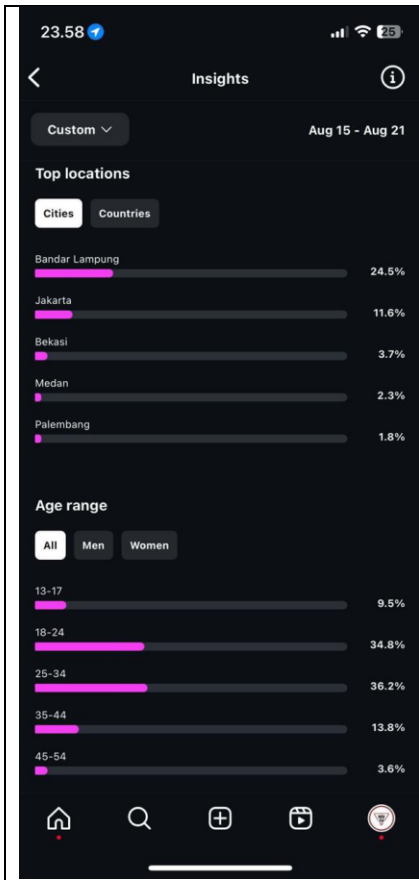 23.58 25
Insights
Custom Aug 15 - Aug 21
Top locations
Cities Countries
Bandar Lampung
24.5%
Jakarta
11.6%
Bekasi
3.7%
Medan
2.3%
Palembang
1.8%
Age range
All Men Women
13-17
9.5%
18-24
34.8%
25-34
36.2%
35-44
13.8%
45-54
3.6%